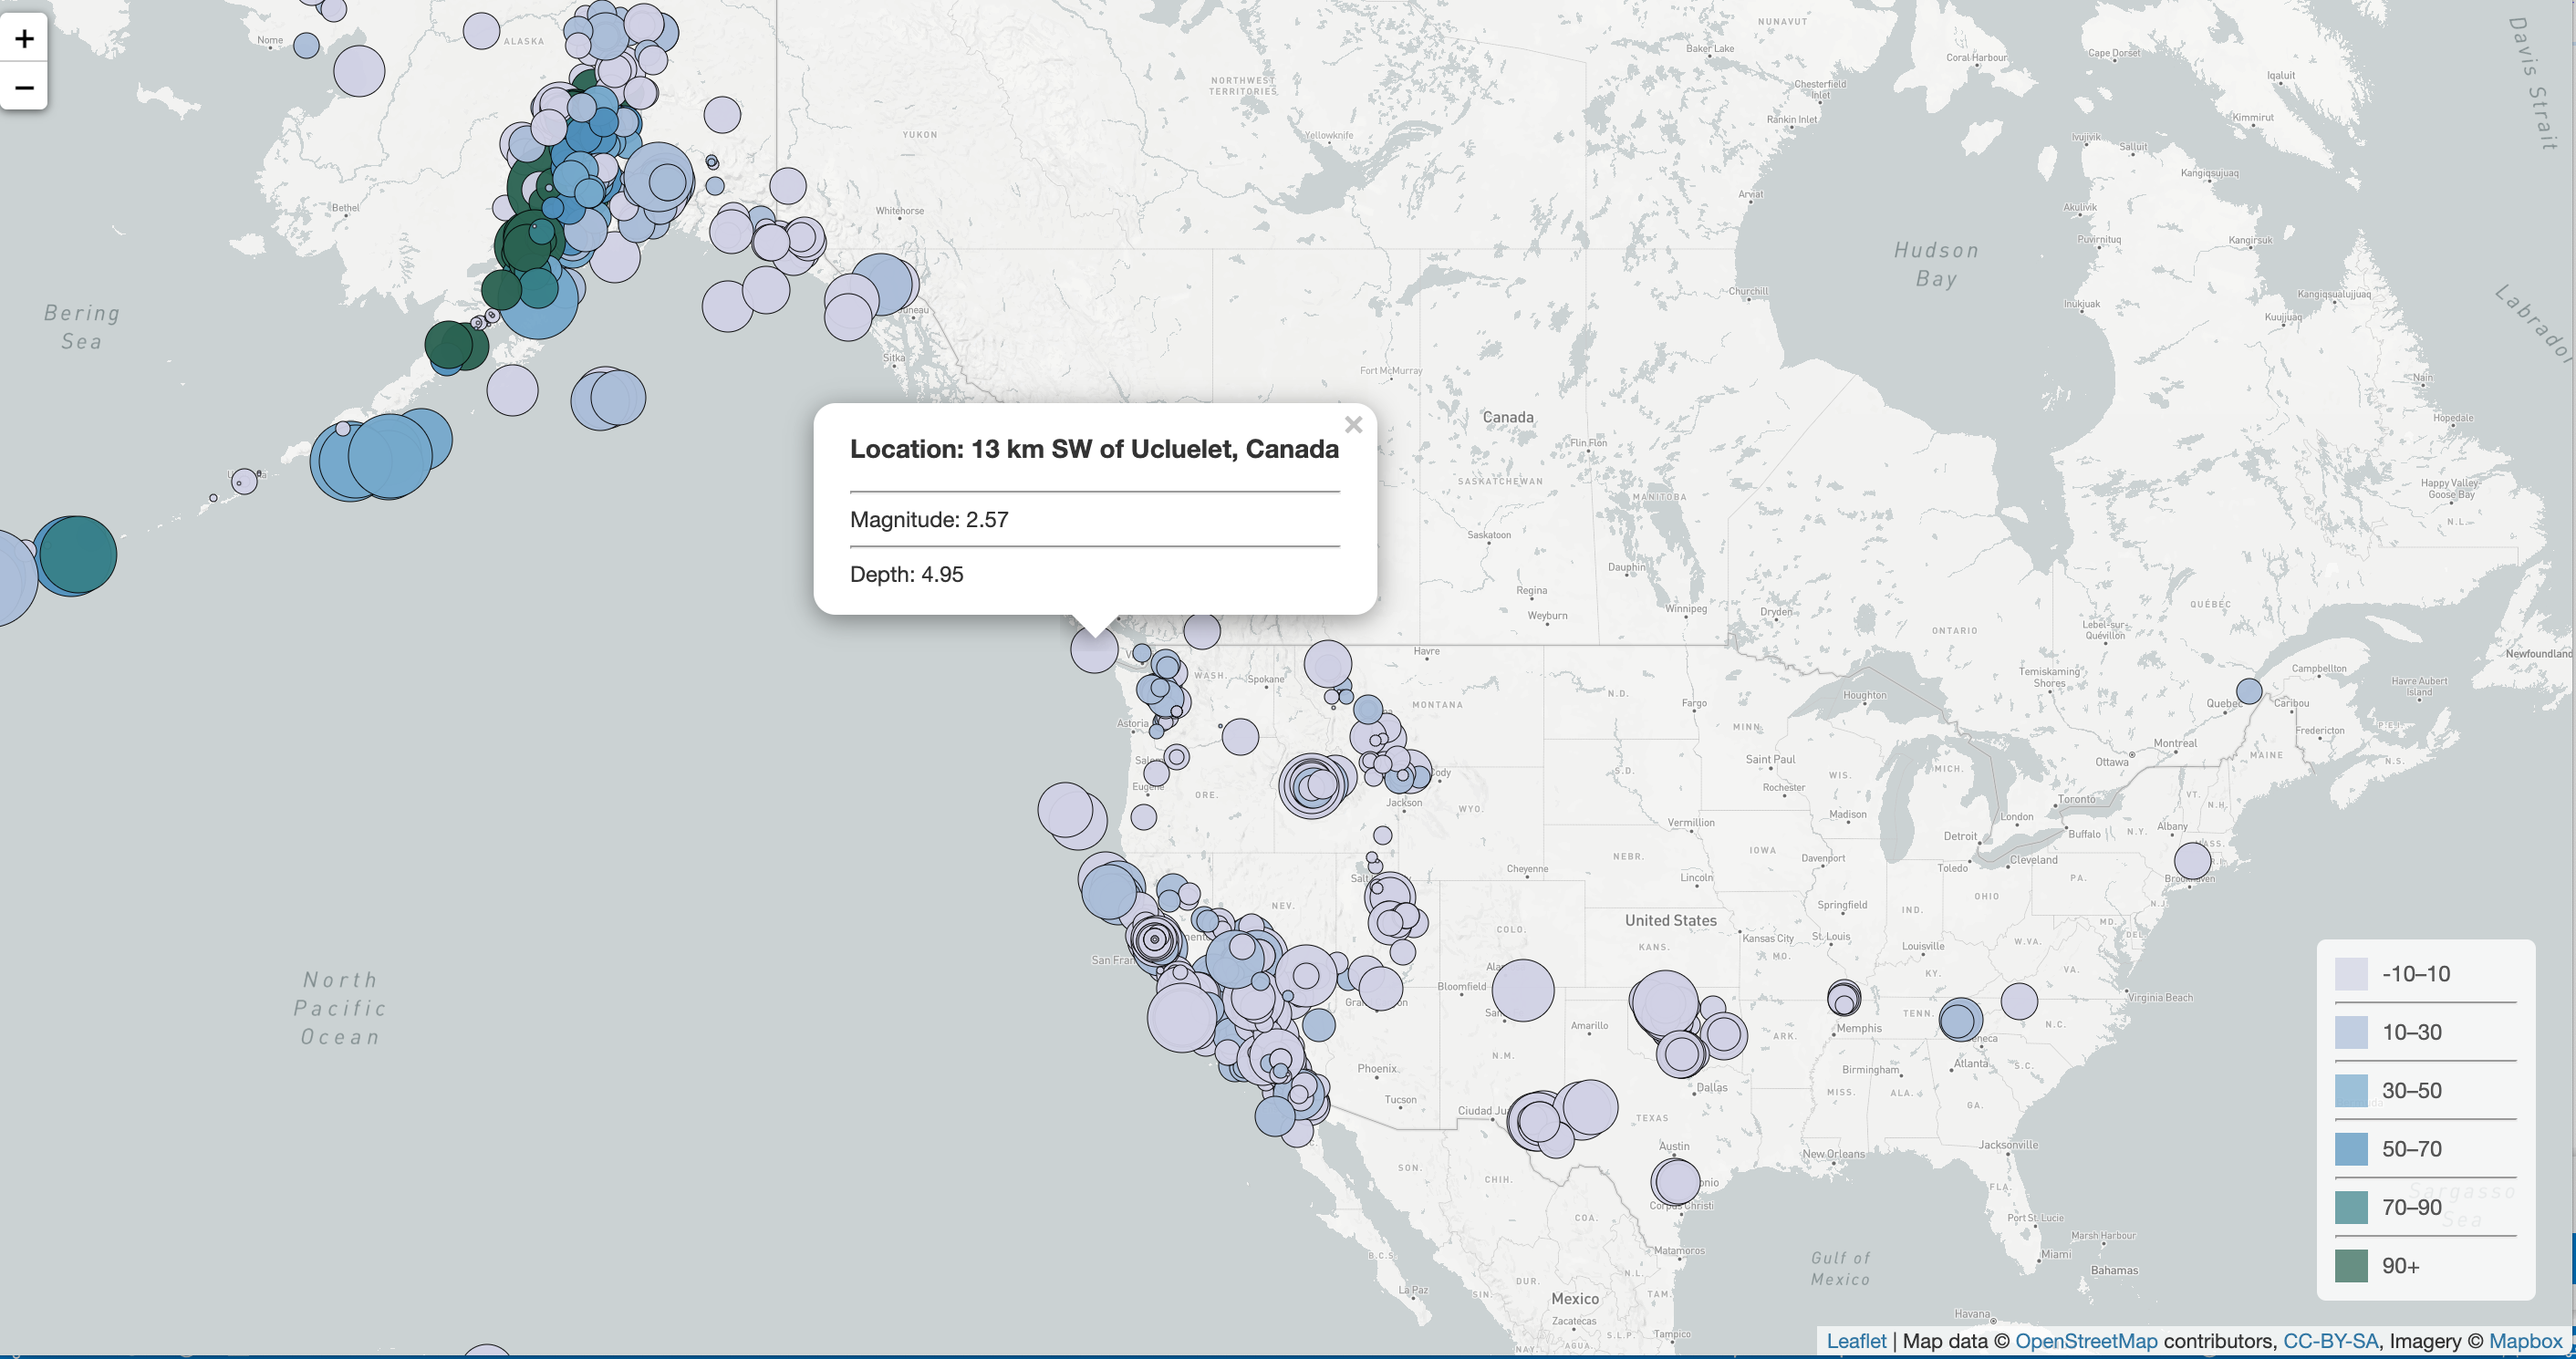 +
−
Nome
ALASKA
NUNAVUT
Baker Lake
Coral Harbour
Cape Dorset
Iqaluit
Davis Strait
NORTHWEST
TERRITORIES
Chesterfield
Inlet
Rankin Inlet
Kimmirut
YUKON
Yellowknife
Ivujivik
Salluit
Kangiqsujuaq
Arviat
Akulivik
Bethel
Whitehorse
Puvirnituq
Kangirsuk
Hudson
Bay
Bering
Sea
Churchill
Inukjuak
Kangiqsualujjuaq
Kuujjuaq
Labrador
Sitka
Fort McMurray
Nain
Canada
Hopedale
Flin Flon
×
Location: 13 km SW of Ucluelet, Canada
Magnitude: 2.57
Depth: 4.95
SASKATCHEWAN
MANITOBA
Happy Valley-
Goose Bay
N.L.
Saskatoon
Dauphin
Regina
Weyburn
Winnipeg
Dryden
QUÉBEC
Lebel-sur-
Quévillon
ONTARIO
Newfoundland
Havre
WASH.
Spokane
Temiskaming
Shores
Campbellton
Havre Aubert
Island
N.D.
Fargo
Houghton
MONTANA
Quebec
Caribou
P.E.I.
Astoria
MINN.
Fredericton
Montreal
MAINE
Ottawa
N.S.
Saint Paul
WIS.
MICH.
S.D.
Cody
Eugene
ORE.
Jackson
WYO.
Rochester
Toronto
VT.
N.H.
Vermillion
Madison
London
Buffalo
N.Y.
Albany
Detroit
NEBR.
IOWA
Davenport
Toledo
Cleveland
MASS.
Cheyenne
Lincoln
PA.
Brookhaven
OHIO
NEV.
Springfield
IND.
N.J.
United States
COLO.
MD.
DEL.
Kansas City
St. Louis
Louisville
W.VA.
KANS.
MO.
San Fran
KY.
VA.
Bloomfield
Virginia Beach
Amarillo
TENN.
N.C.
Memphis
ARK.
N.M.
Atlanta
S.C.
Phoenix
Birmingham
Dallas
MISS.
ALA.
Tucson
GA.
Ciudad Ju
TEXAS
Austin
New Orleans
Jacksonville
SON.
CHIH.
FLA.
Corpus Christi
COA.
Port St. Lucie
Sargasso
Sea
Marsh Harbour
Matamoros
B.C.S.
Gulf of
Mexico
Miami
Bahamas
N.L.
DUR.
La Paz
SIN.
Mexico
TAM.
Havana
Zacatecas
S.L.P.
Tampico
NAY.
AGUA.
North
Pacific
Ocean
-10–10
10–30
30–50
50–70
70–90
90+
Leaflet | Map data © OpenStreetMap contributors, CC-BY-SA, Imagery © Mapbox